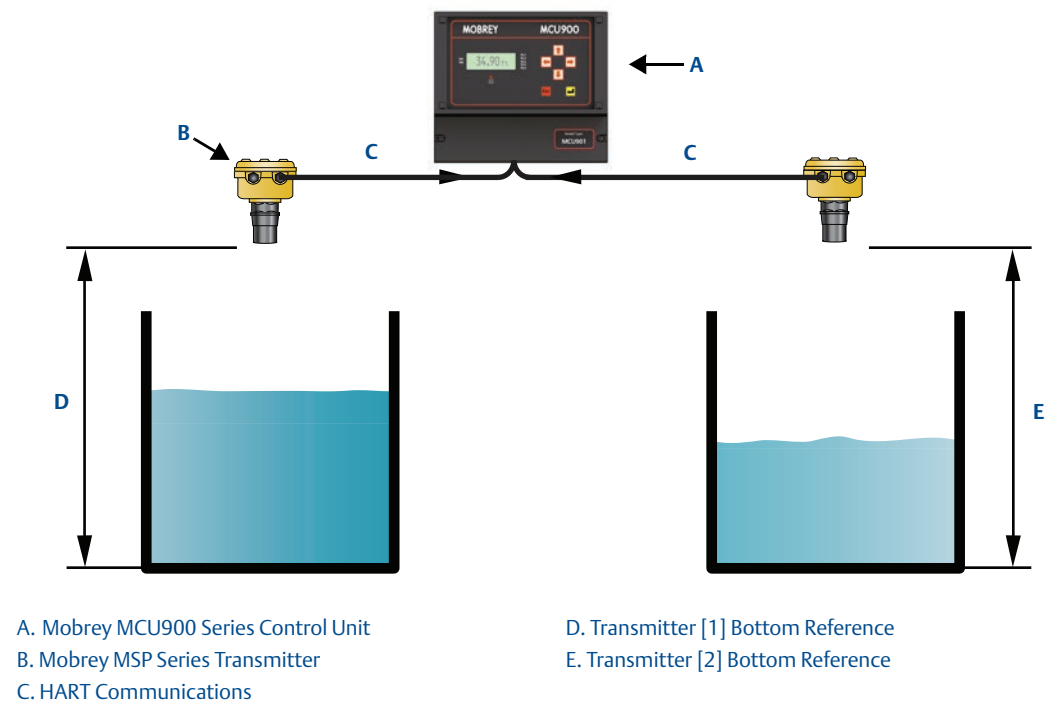 MOBREY MCU900
34.90
MCU901
A
B
C
C
D
E
A. Mobrey MCU900 Series Control Unit
B. Mobrey MSP Series Transmitter
C. HART Communications
D. Transmitter [1] Bottom Reference
E. Transmitter [2] Bottom Reference